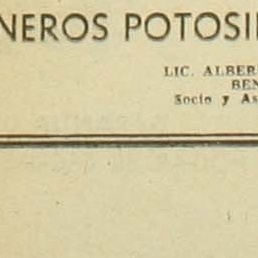 NEROS POTOSI
LIC. ALBER
BEN
Socio y As